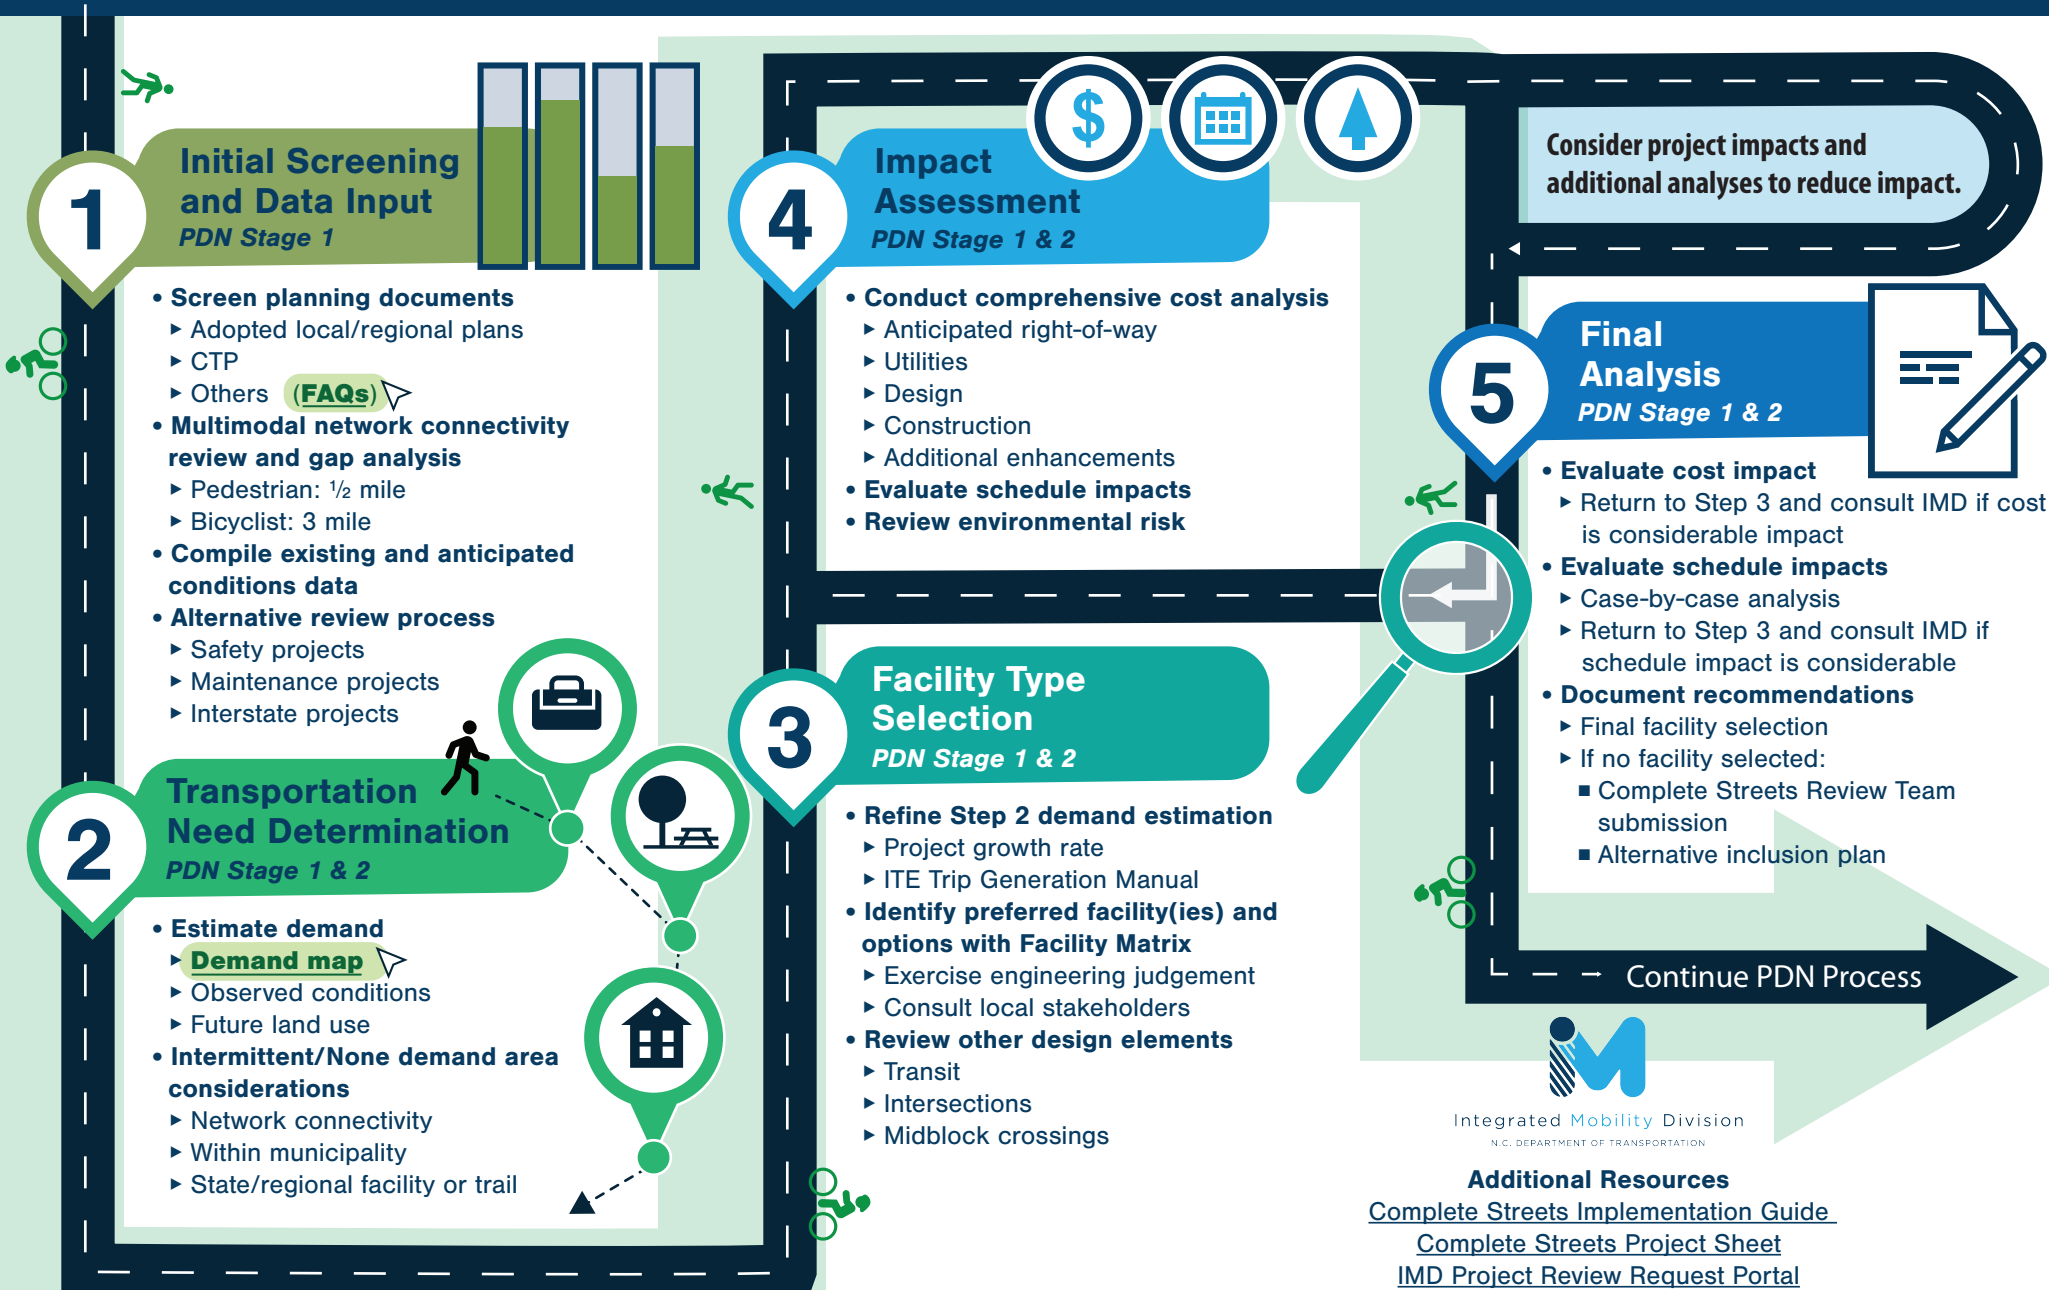 1
Initial Screening
and Data Input
PDN Stage 1
• Screen planning documents
▸ Adopted local/regional plans
▸ CTP
▸ Others (FAQs)
• Multimodal network connectivity
review and gap analysis
▸ Pedestrian: ½ mile
▸ Bicyclist: 3 mile
• Compile existing and anticipated
conditions data
• Alternative review process
▸ Safety projects
▸ Maintenance projects
▸ Interstate projects
2
Transportation
Need Determination
PDN Stage 1 & 2
• Estimate demand
▸ Demand map
▸ Observed conditions
▸ Future land use
• Intermittent/None demand area
considerations
▸ Network connectivity
▸ Within municipality
▸ State/regional facility or trail
3
Facility Type
Selection
PDN Stage 1 & 2
• Refine Step 2 demand estimation
▸ Project growth rate
▸ ITE Trip Generation Manual
• Identify preferred facility(ies) and
options with Facility Matrix
▸ Exercise engineering judgement
▸ Consult local stakeholders
• Review other design elements
▸ Transit
▸ Intersections
▸ Midblock crossings
4
Impact
Assessment
PDN Stage 1 & 2
$
• Conduct comprehensive cost analysis
▸ Anticipated right-of-way
▸ Utilities
▸ Design
▸ Construction
▸ Additional enhancements
• Evaluate schedule impacts
• Review environmental risk
Consider project impacts and
additional analyses to reduce impact.
5
Final
Analysis
PDN Stage 1 & 2
• Evaluate cost impact
▸ Return to Step 3 and consult IMD if cost
is considerable impact
• Evaluate schedule impacts
▸ Case-by-case analysis
▸ Return to Step 3 and consult IMD if
schedule impact is considerable
• Document recommendations
▸ Final facility selection
▸ If no facility selected:
■ Complete Streets Review Team
submission
■ Alternative inclusion plan
Continue PDN Process
iM
Integrated Mobility Division
N.C. DEPARTMENT OF TRANSPORTATION
Additional Resources
Complete Streets Implementation Guide
Complete Streets Project Sheet
IMD Project Review Request Portal